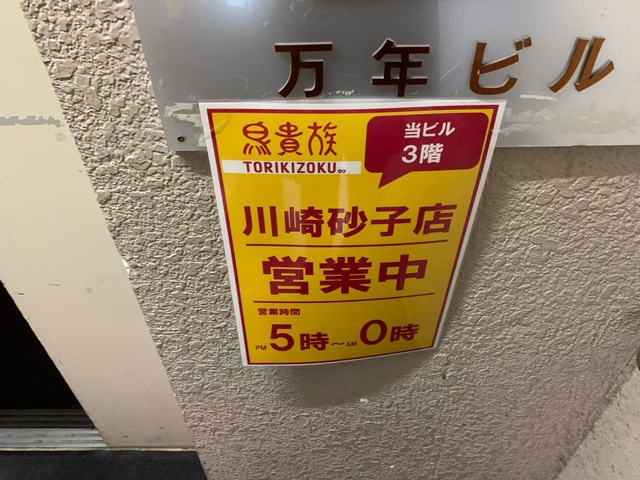 万年ビル
鳥貴族
TORIKIZOKU
当ビル
3階
川崎砂子店
営業中
営業時間
PM 5時～AM 0時